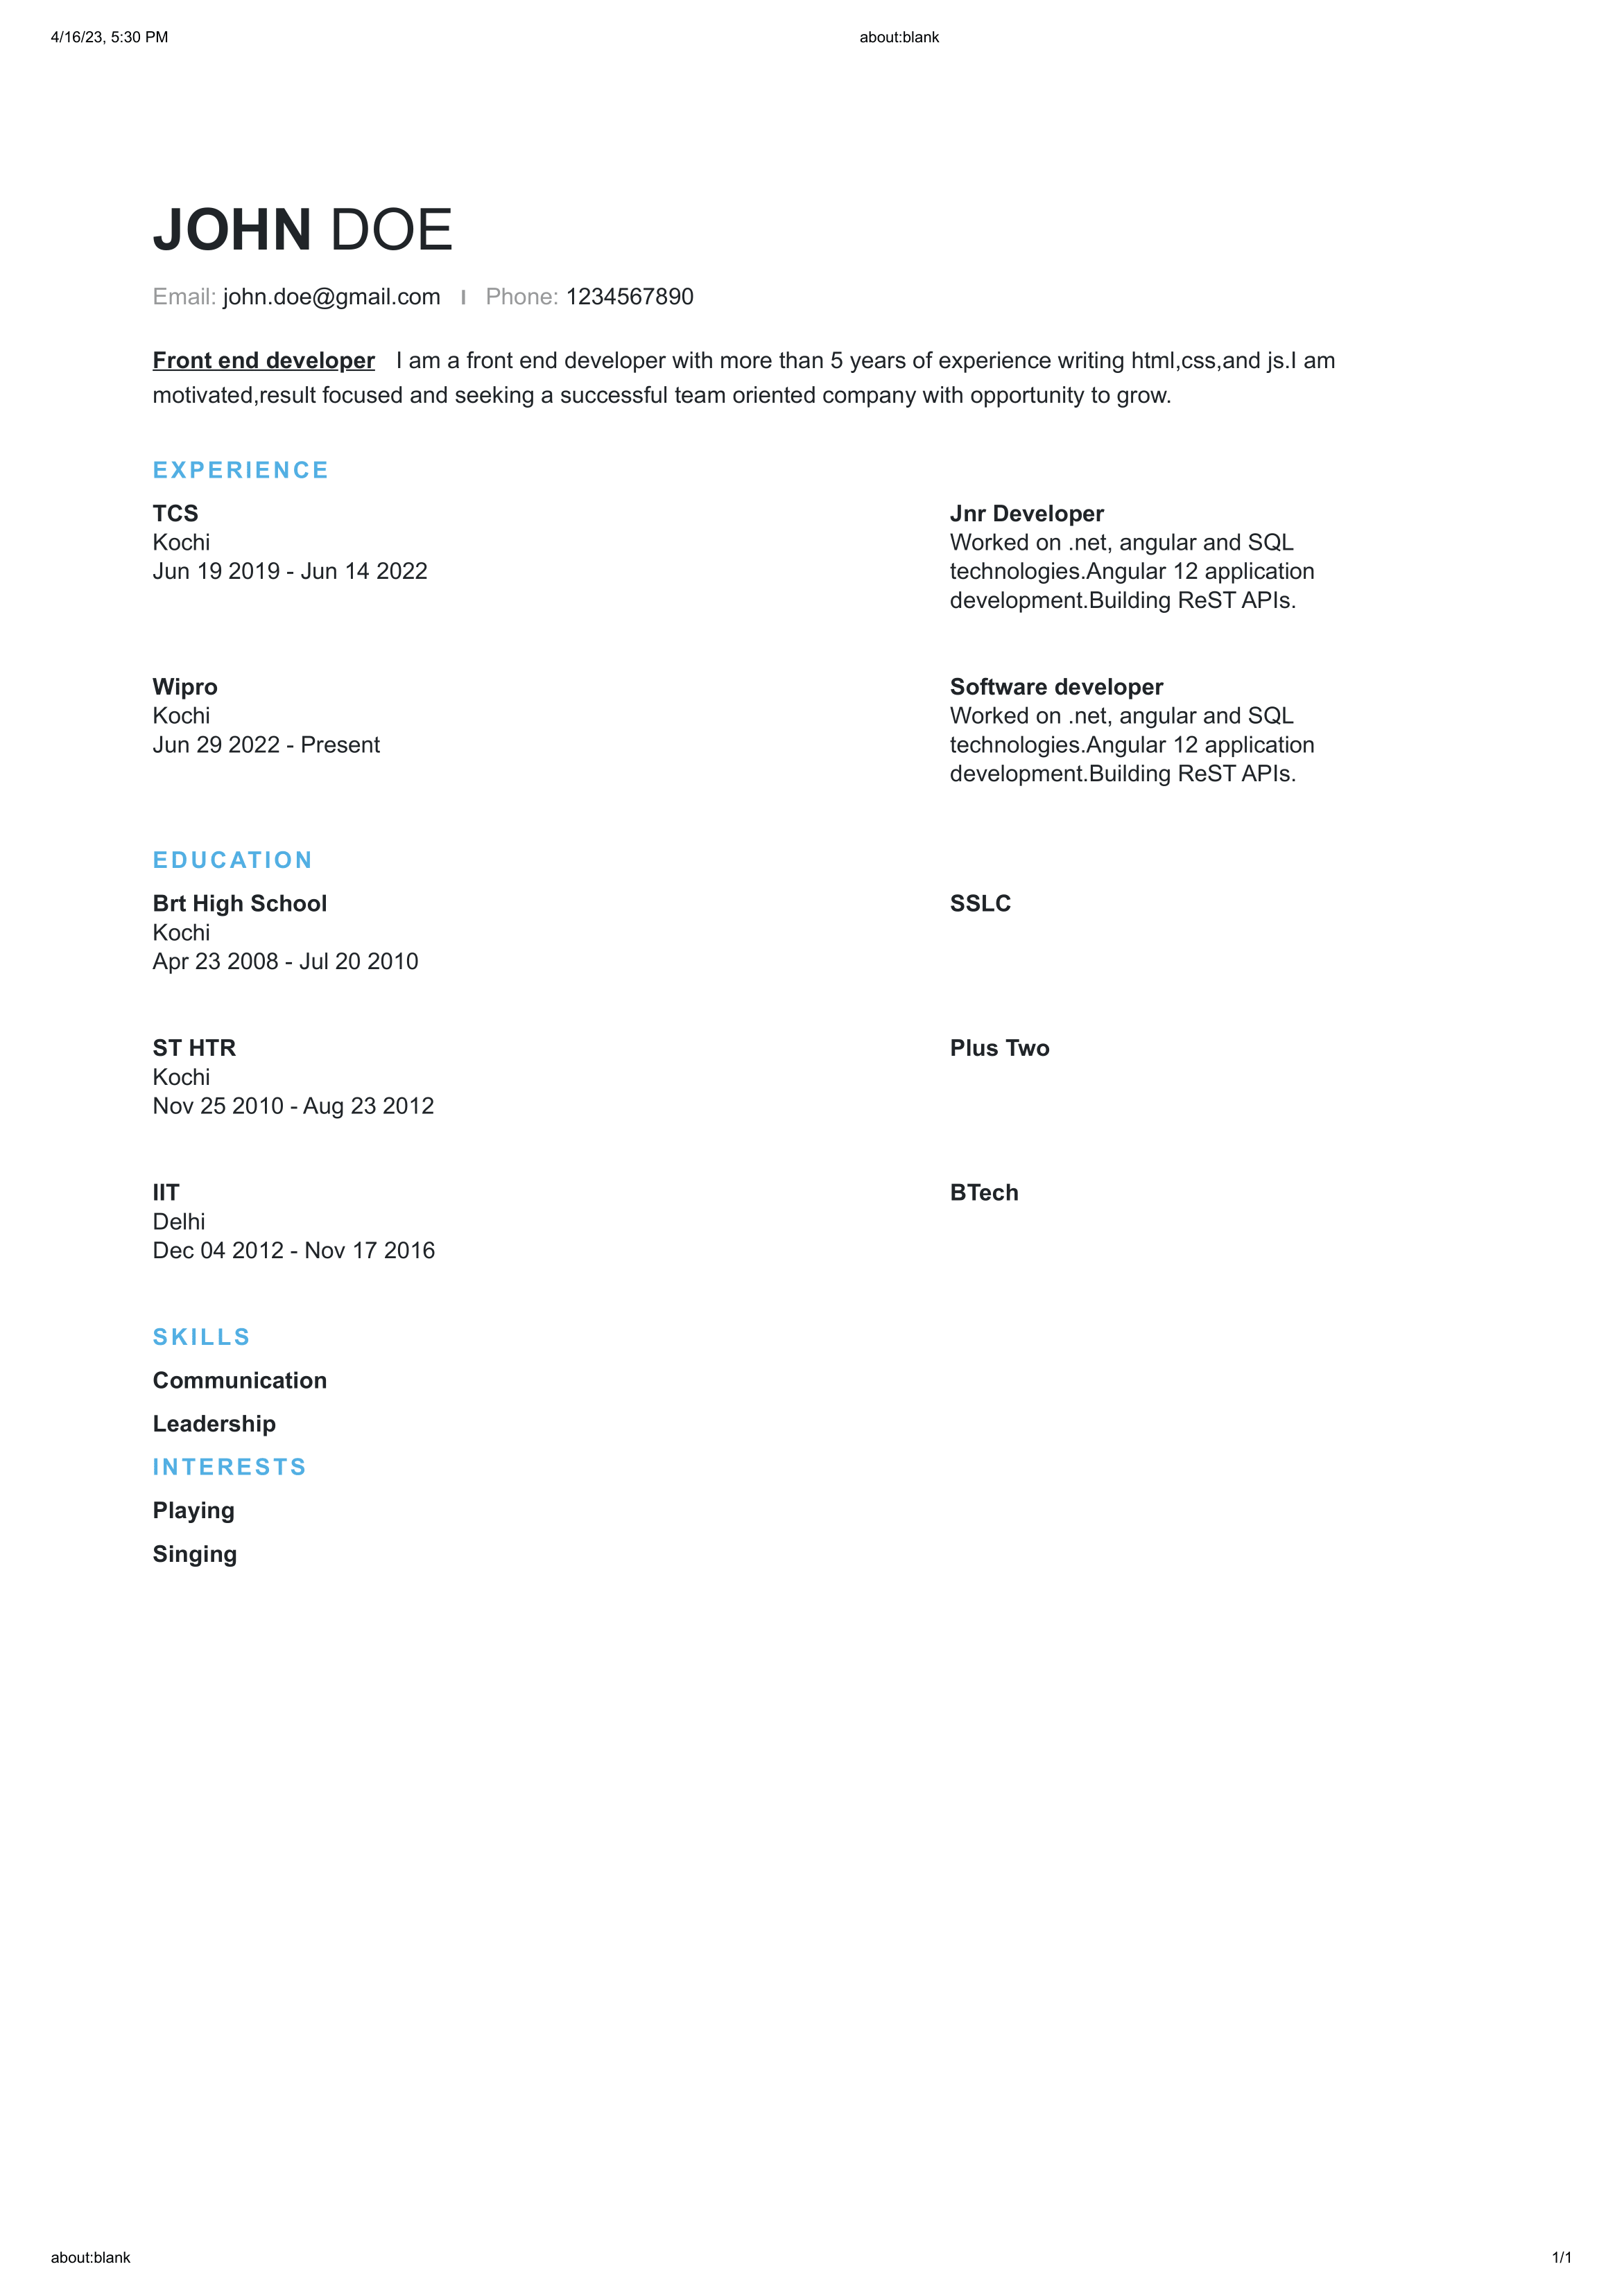 4/16/23, 5:30 PM about:blank
JOHN DOE
Email: john.doe@gmail.com I Phone: 1234567890
Front end developer I am a front end developer with more than 5 years of experience writing html,css,and js.I am
motivated,result focused and seeking a successful team oriented company with opportunity to grow.
EXPERIENCE
TCS
Kochi
Jun 19 2019 - Jun 14 2022
Jnr Developer
Worked on .net, angular and SQL
technologies.Angular 12 application
development.Building ReST APIs.
Wipro
Kochi
Jun 29 2022 - Present
Software developer
Worked on .net, angular and SQL
technologies.Angular 12 application
development.Building ReST APIs.
EDUCATION
Brt High School
Kochi
Apr 23 2008 - Jul 20 2010
SSLC
ST HTR
Kochi
Nov 25 2010 - Aug 23 2012
Plus Two
IIT
Delhi
Dec 04 2012 - Nov 17 2016
BTech
SKILLS
Communication
Leadership
INTERESTS
Playing
Singing
about:blank 1/1